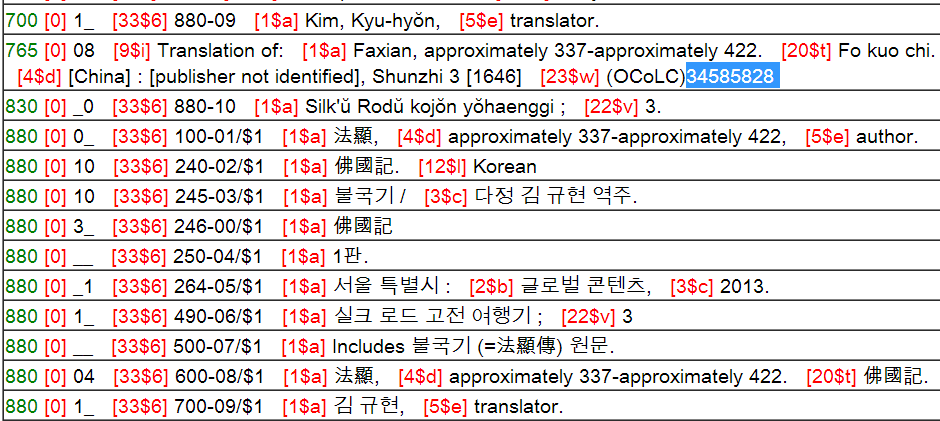 700 [0] 1_ [33$6] 880-09 [1$a] Kim, Kyu-hyŏn, [5$e] translator.
765 [0] 08 [9$i] Translation of: [1$a] Faxian, approximately 337-approximately 422. [20$t] Fo kuo chi.
[4$d] [China] : [publisher not identified], Shunzhi 3 [1646] [23$w] (OCoLC)34585828
830 [0] _0 [33$6] 880-10 [1$a] Silk'ŭ Rodŭ kojŏn yŏhaenggi ; [22$v] 3.
880 [0] 0_ [33$6] 100-01/$1 [1$a] 法顯, [4$d] approximately 337-approximately 422, [5$e] author.
880 [0] 10 [33$6] 240-02/$1 [1$a] 佛國記. [12$l] Korean
880 [0] 10 [33$6] 245-03/$1 [1$a] 불국기 / [3$c] 다정 김 규현 역주.
880 [0] 3_ [33$6] 246-00/$1 [1$a] 佛國記
880 [0] __ [33$6] 250-04/$1 [1$a] 1판.
880 [0] _1 [33$6] 264-05/$1 [1$a] 서울 특별시 : [2$b] 글로벌 콘텐츠, [3$c] 2013.
880 [0] 1_ [33$6] 490-06/$1 [1$a] 실크 로드 고전 여행기 ; [22$v] 3
880 [0] __ [33$6] 500-07/$1 [1$a] Includes 불국기 (=法顯傳) 원문.
880 [0] 04 [33$6] 600-08/$1 [1$a] 法顯, [4$d] approximately 337-approximately 422. [20$t] 佛國記.
880 [0] 1_ [33$6] 700-09/$1 [1$a] 김 규현, [5$e] translator.